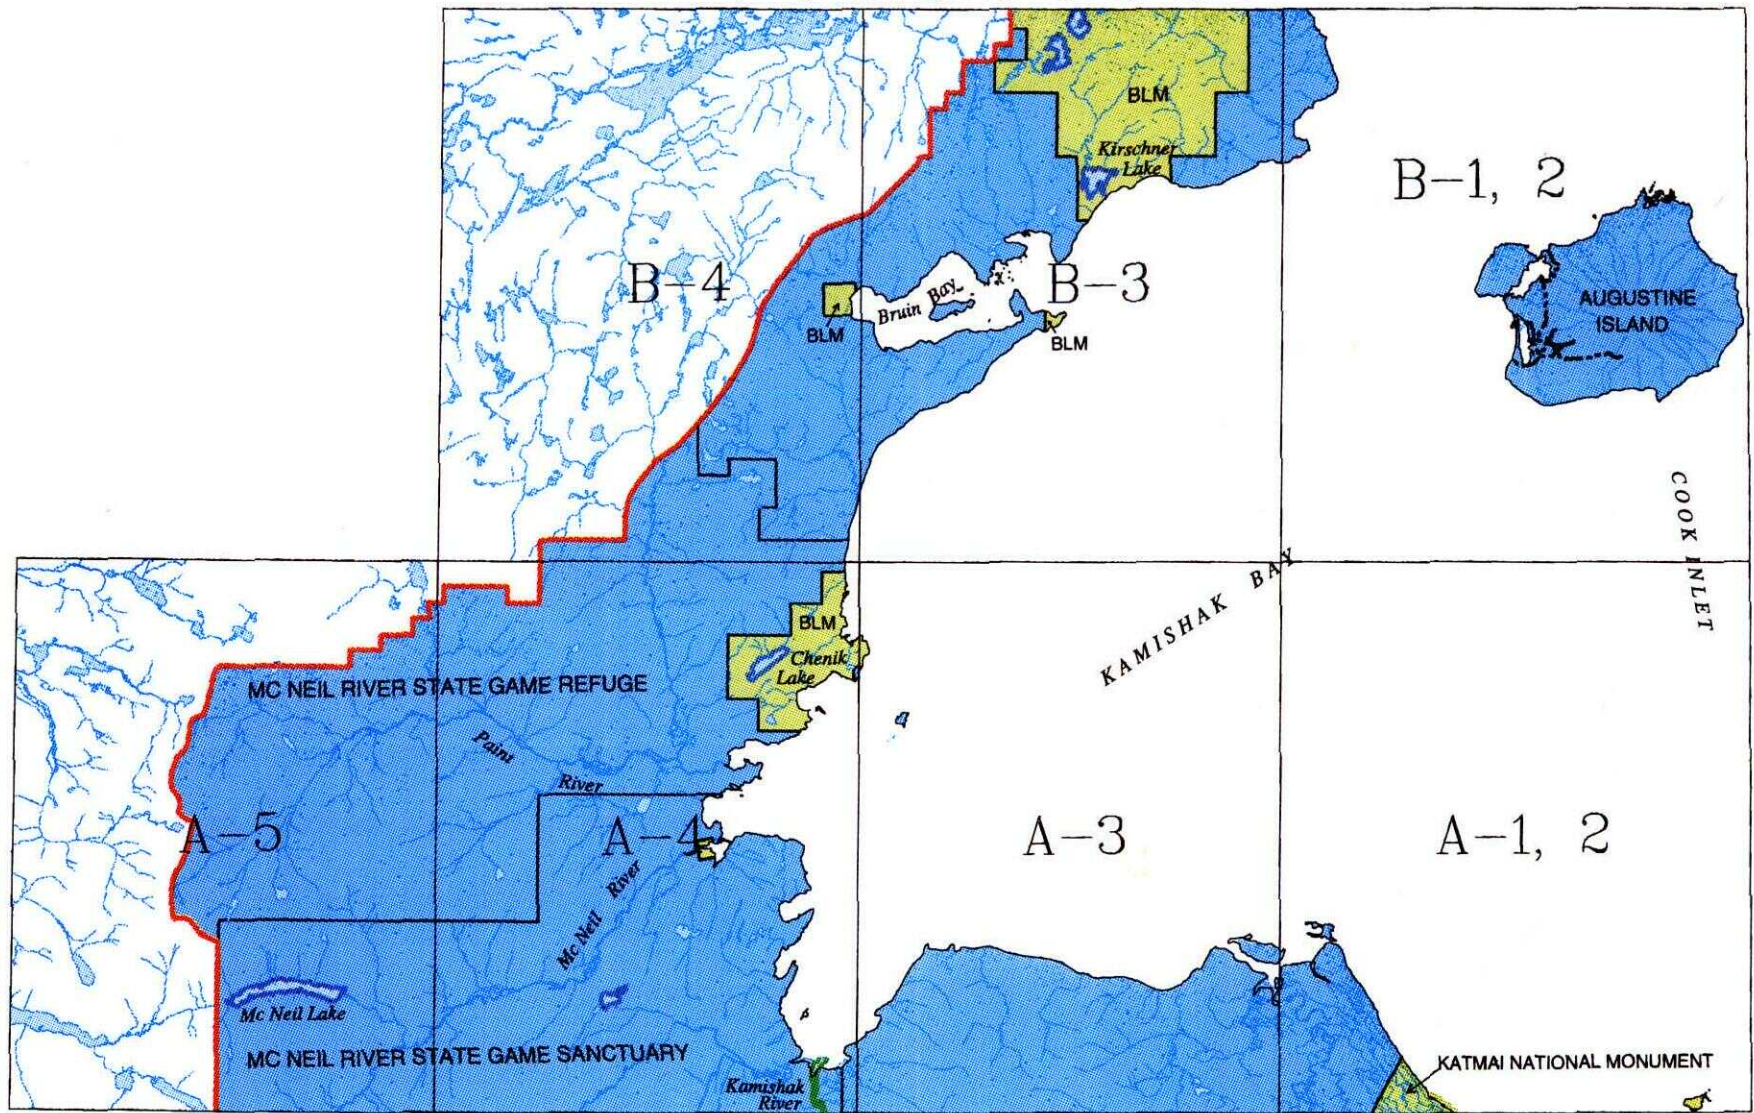 BLM
Kirschner
Lake
B-1, 2
B-4
Bruin Bay
B-3
AUGUSTINE
ISLAND
BLM
BLM
COOK INLET
KAMISHAK BAY
BLM
Chenik
Lake
MC NEIL RIVER STATE GAME REFUGE
Paint
River
A-5
A-4
A-3
A-1, 2
Mc Neil River
Mc Neil Lake
MC NEIL RIVER STATE GAME SANCTUARY
KATMAI NATIONAL MONUMENT
Kamishak
River